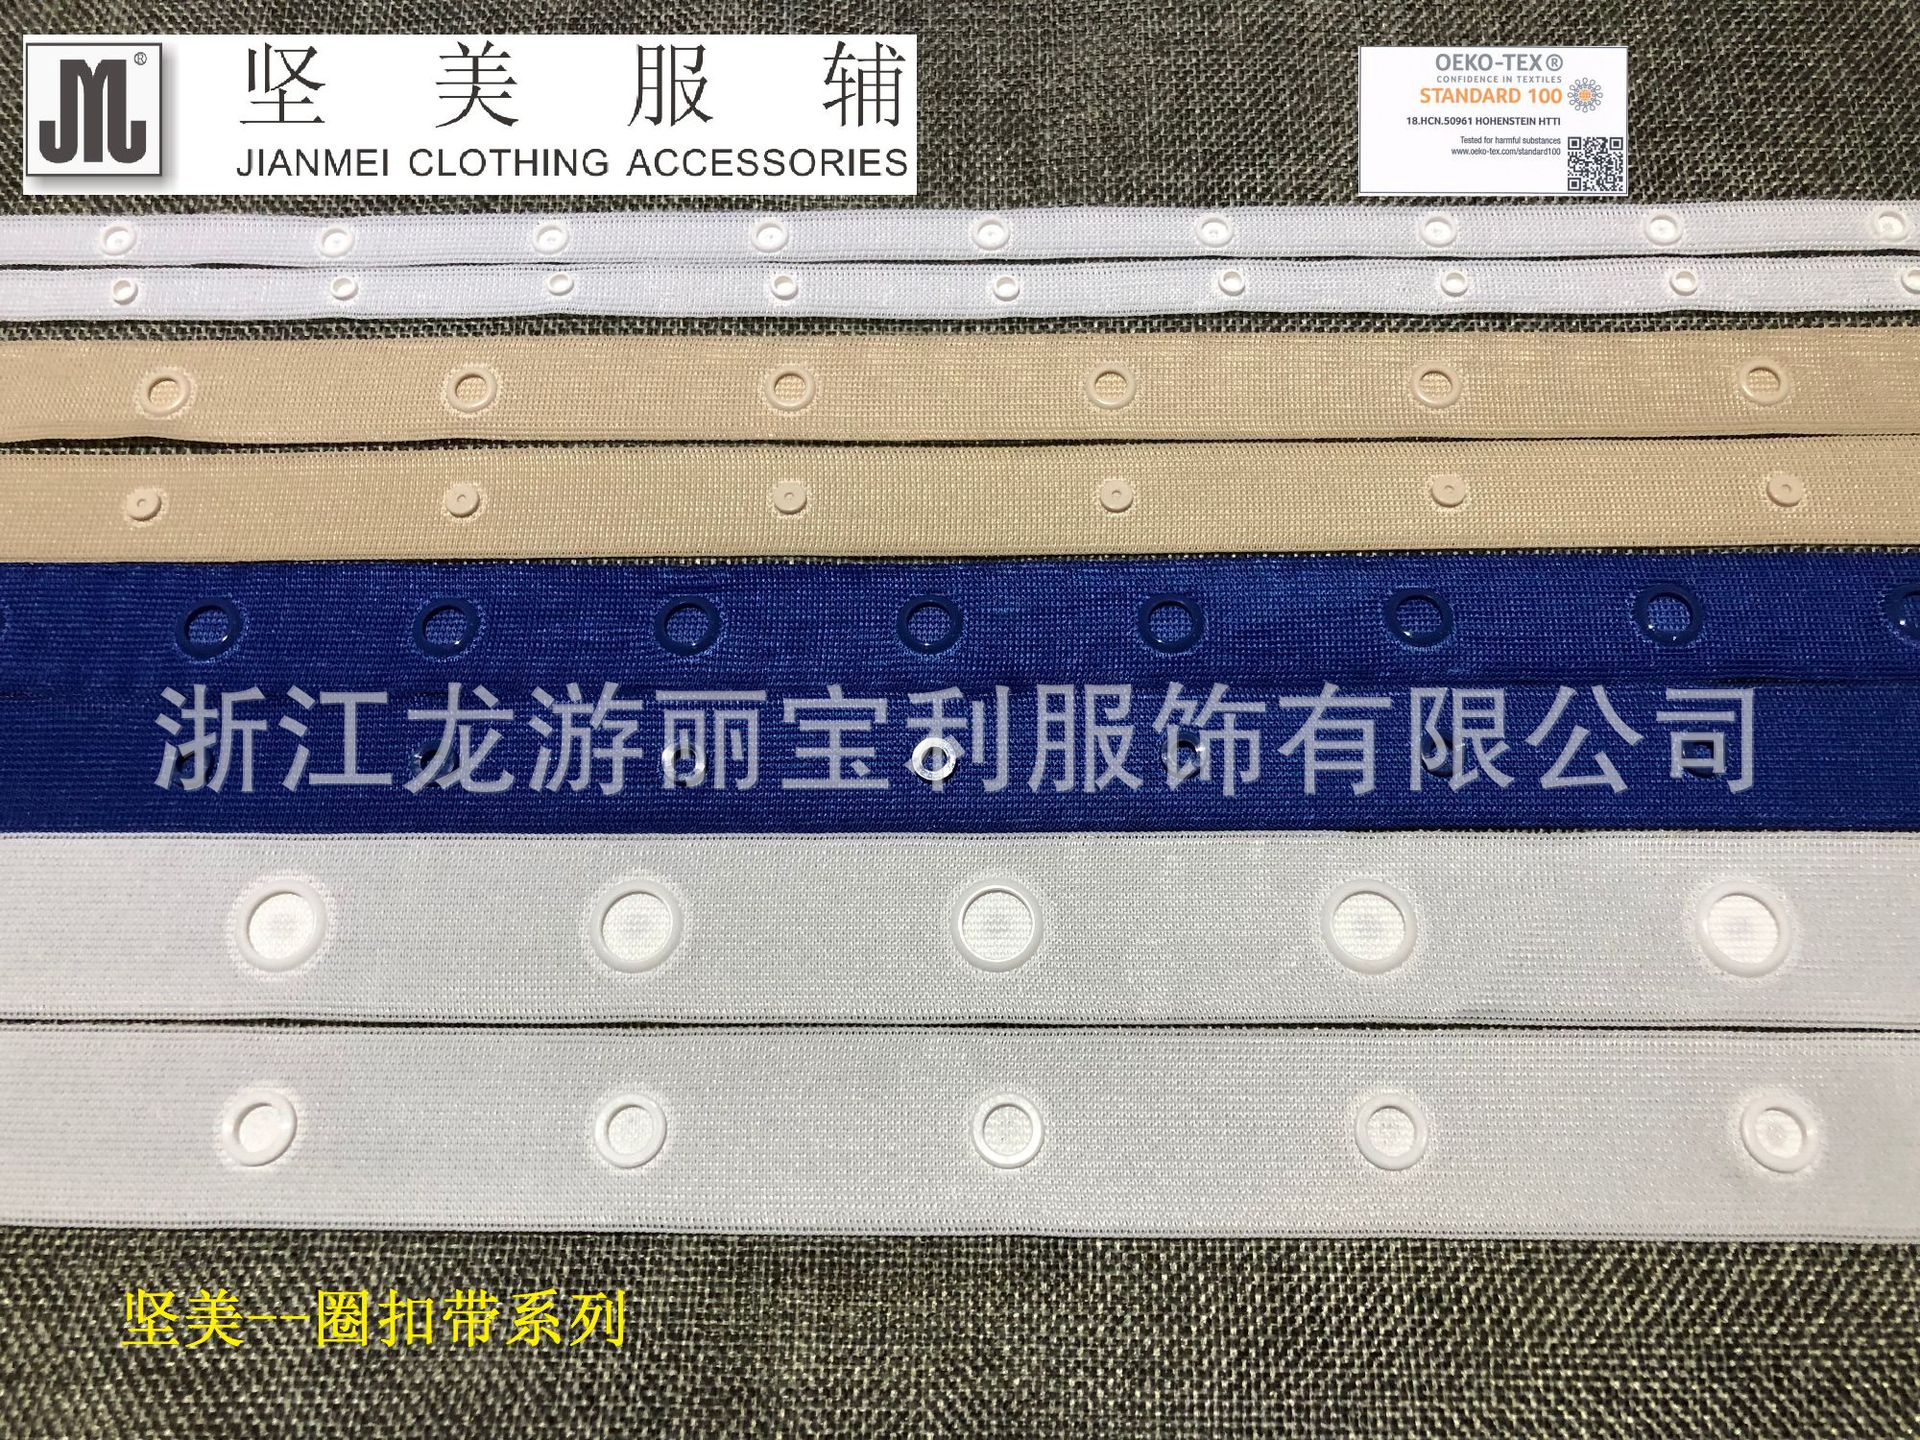 JM®
坚美服辅
JIANMEI CLOTHING ACCESSORIES
OEKO-TEX®
CONFIDENCE IN TEXTILES
STANDARD 100
18.HCN.50961 HOHENSTEIN HTTI
Tested for harmful substances
www.oeko-tex.com/standard100
浙江龙游丽宝利服饰有限公司
坚美--圈扣带系列